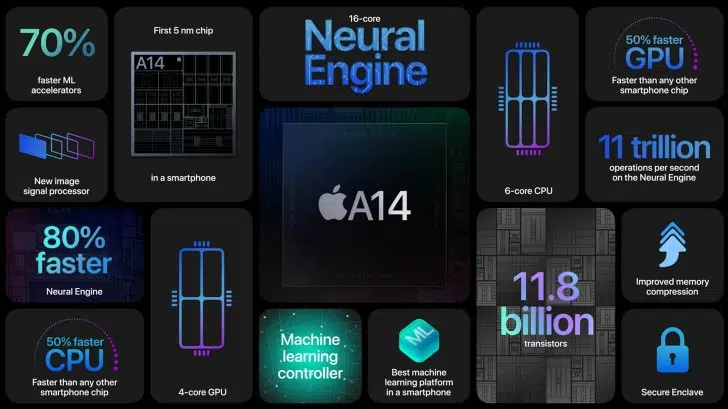 70%
faster ML
accelerators
First 5 nm chip
A14
in a smartphone
16-core
Neural
Engine
6-core CPU
50% faster
GPU
Faster than any other
smartphone chip
New image
signal processor
A14
11 trillion
operations per second
on the Neural Engine
80%
faster
Neural Engine
4-core GPU
11.8
billion
transistors
Improved memory
compression
50% faster
CPU
Faster than any other
smartphone chip
Machine
learning
controller
ML
Best machine
learning platform
in a smartphone
Secure Enclave